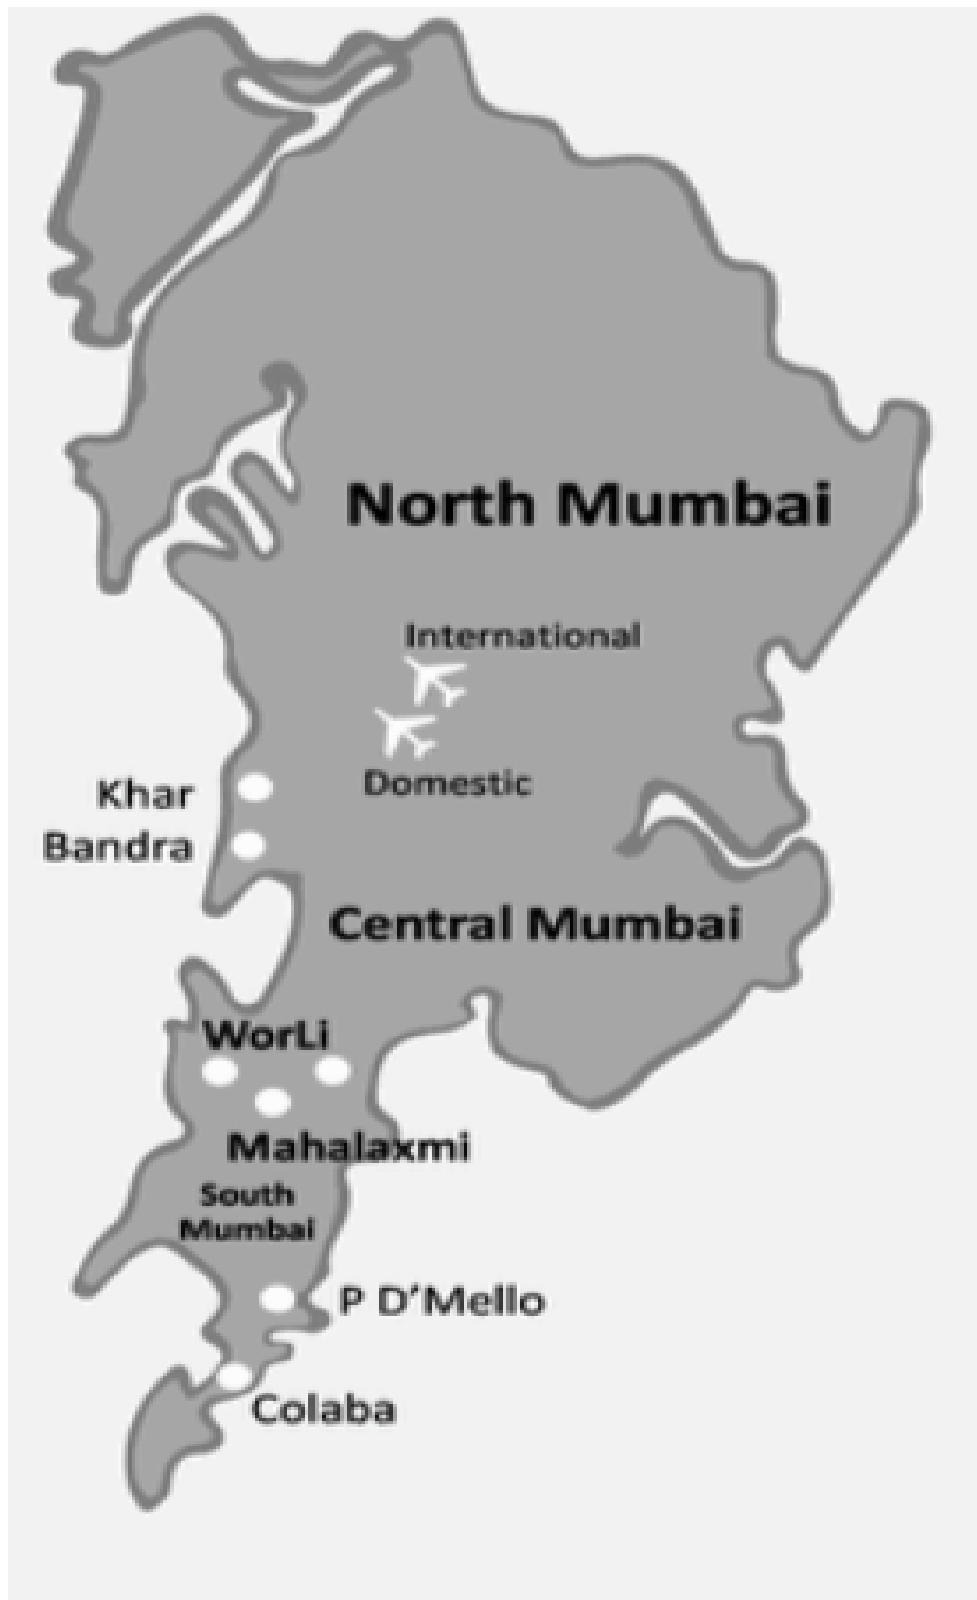 North Mumbai
International
Domestic
Khar
Bandra
Central Mumbai
WorLi
Mahalaxmi
South
Mumbai
P D’Mello
Colaba